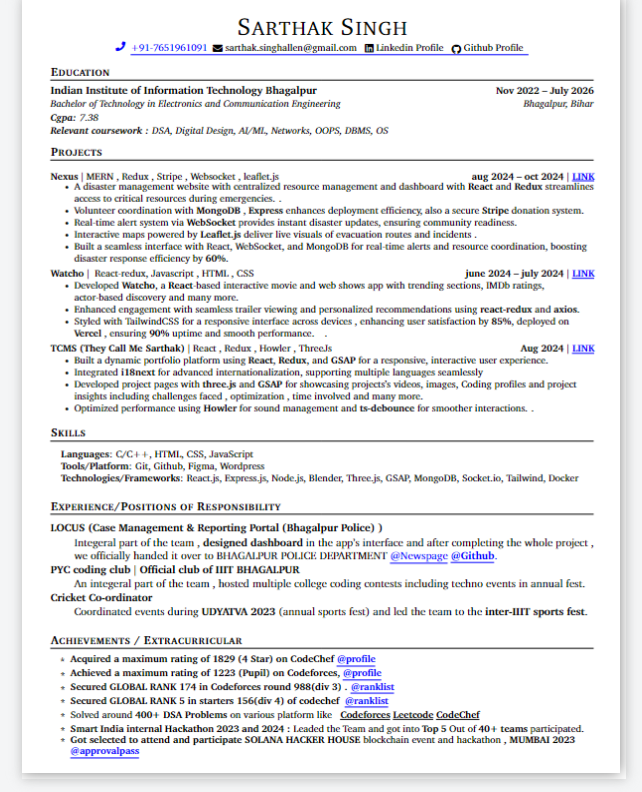 SARTHAK SINGH
+91-7651961091 sarthak.singhallen@gmail.com Linkedin Profile Github Profile
EDUCATION
Indian Institute of Information Technology Bhagalpur Nov 2022 – July 2026
Bachelor of Technology in Electronics and Communication Engineering Bhagalpur, Bihar
Cgpa: 7.38
Relevant coursework : DSA, Digital Design, AI/ML, Networks, OOPS, DBMS, OS
PROJECTS
Nexus | MERN , Redux , Stripe , Websocket , leaflet.js aug 2024 – oct 2024 | LINK
• A disaster management website with centralized resource management and dashboard with React and Redux streamlines
access to critical resources during emergencies. .
• Volunteer coordination with MongoDB , Express enhances deployment efficiency, also a secure Stripe donation system.
• Real-time alert system via WebSocket provides instant disaster updates, ensuring community readiness.
• Interactive maps powered by Leaflet.js deliver live visuals of evacuation routes and incidents .
• Built a seamless interface with React, WebSocket, and MongoDB for real-time alerts and resource coordination, boosting
disaster response efficiency by 60%.
Watcho | React-redux, Javascript , HTML , CSS june 2024 – july 2024 | LINK
• Developed Watcho, a React-based interactive movie and web shows app with trending sections, IMDb ratings,
actor-based discovery and many more.
• Enhanced engagement with seamless trailer viewing and personalized recommendations using react-redux and axios.
• Styled with TailwindCSS for a responsive interface across devices , enhancing user satisfaction by 85%, deployed on
Vercel , ensuring 90% uptime and smooth performance. .
TCMS (They Call Me Sarthak) | React , Redux , Howler , ThreeJs Aug 2024 | LINK
• Built a dynamic portfolio platform using React, Redux, and GSAP for a responsive, interactive user experience.
• Integrated i18next for advanced internationalization, supporting multiple languages seamlessly
• Developed project pages with three.js and GSAP for showcasing projects's videos, images, Coding profiles and project
insights including challenges faced , optimization , time involved and many more.
• Optimized performance using Howler for sound management and ts-debounce for smoother interactions. .
SKILLS
Languages: C/C++, HTML, CSS, JavaScript
Tools/Platform: Git, Github, Figma, Wordpress
Technologies/Frameworks: React.js, Express.js, Node.js, Blender, Three.js, GSAP, MongoDB, Socket.io, Tailwind, Docker
EXPERIENCE/POSITIONS OF RESPONSIBILITY
LOCUS (Case Management & Reporting Portal (Bhagalpur Police) )
Integeral part of the team , designed dashboard in the app's interface and after completing the whole project ,
we officially handed it over to BHAGALPUR POLICE DEPARTMENT @Newspage @Github.
PYC coding club | Official club of IIIT BHAGALPUR
An integeral part of the team , hosted multiple college coding contests including techno events in annual fest.
Cricket Co-ordinator
Coordinated events during UDYATVA 2023 (annual sports fest) and led the team to the inter-IIIT sports fest.
ACHIEVEMENTS / EXTRACURRICULAR
* Acquired a maximum rating of 1829 (4 Star) on CodeChef @profile
* Achieved a maximum rating of 1223 (Pupil) on Codeforces, @profile
* Secured GLOBAL RANK 174 in Codeforces round 988(div 3) . @ranklist
* Secured GLOBAL RANK 5 in starters 156(div 4) of codechef @ranklist
* Solved around 400+ DSA Problems on various platform like Codeforces Leetcode CodeChef
* Smart India internal Hackathon 2023 and 2024 : Leaded the Team and got into Top 5 Out of 40+ teams participated.
* Got selected to attend and participate SOLANA HACKER HOUSE blockchain event and hackathon , MUMBAI 2023
@approvalpass